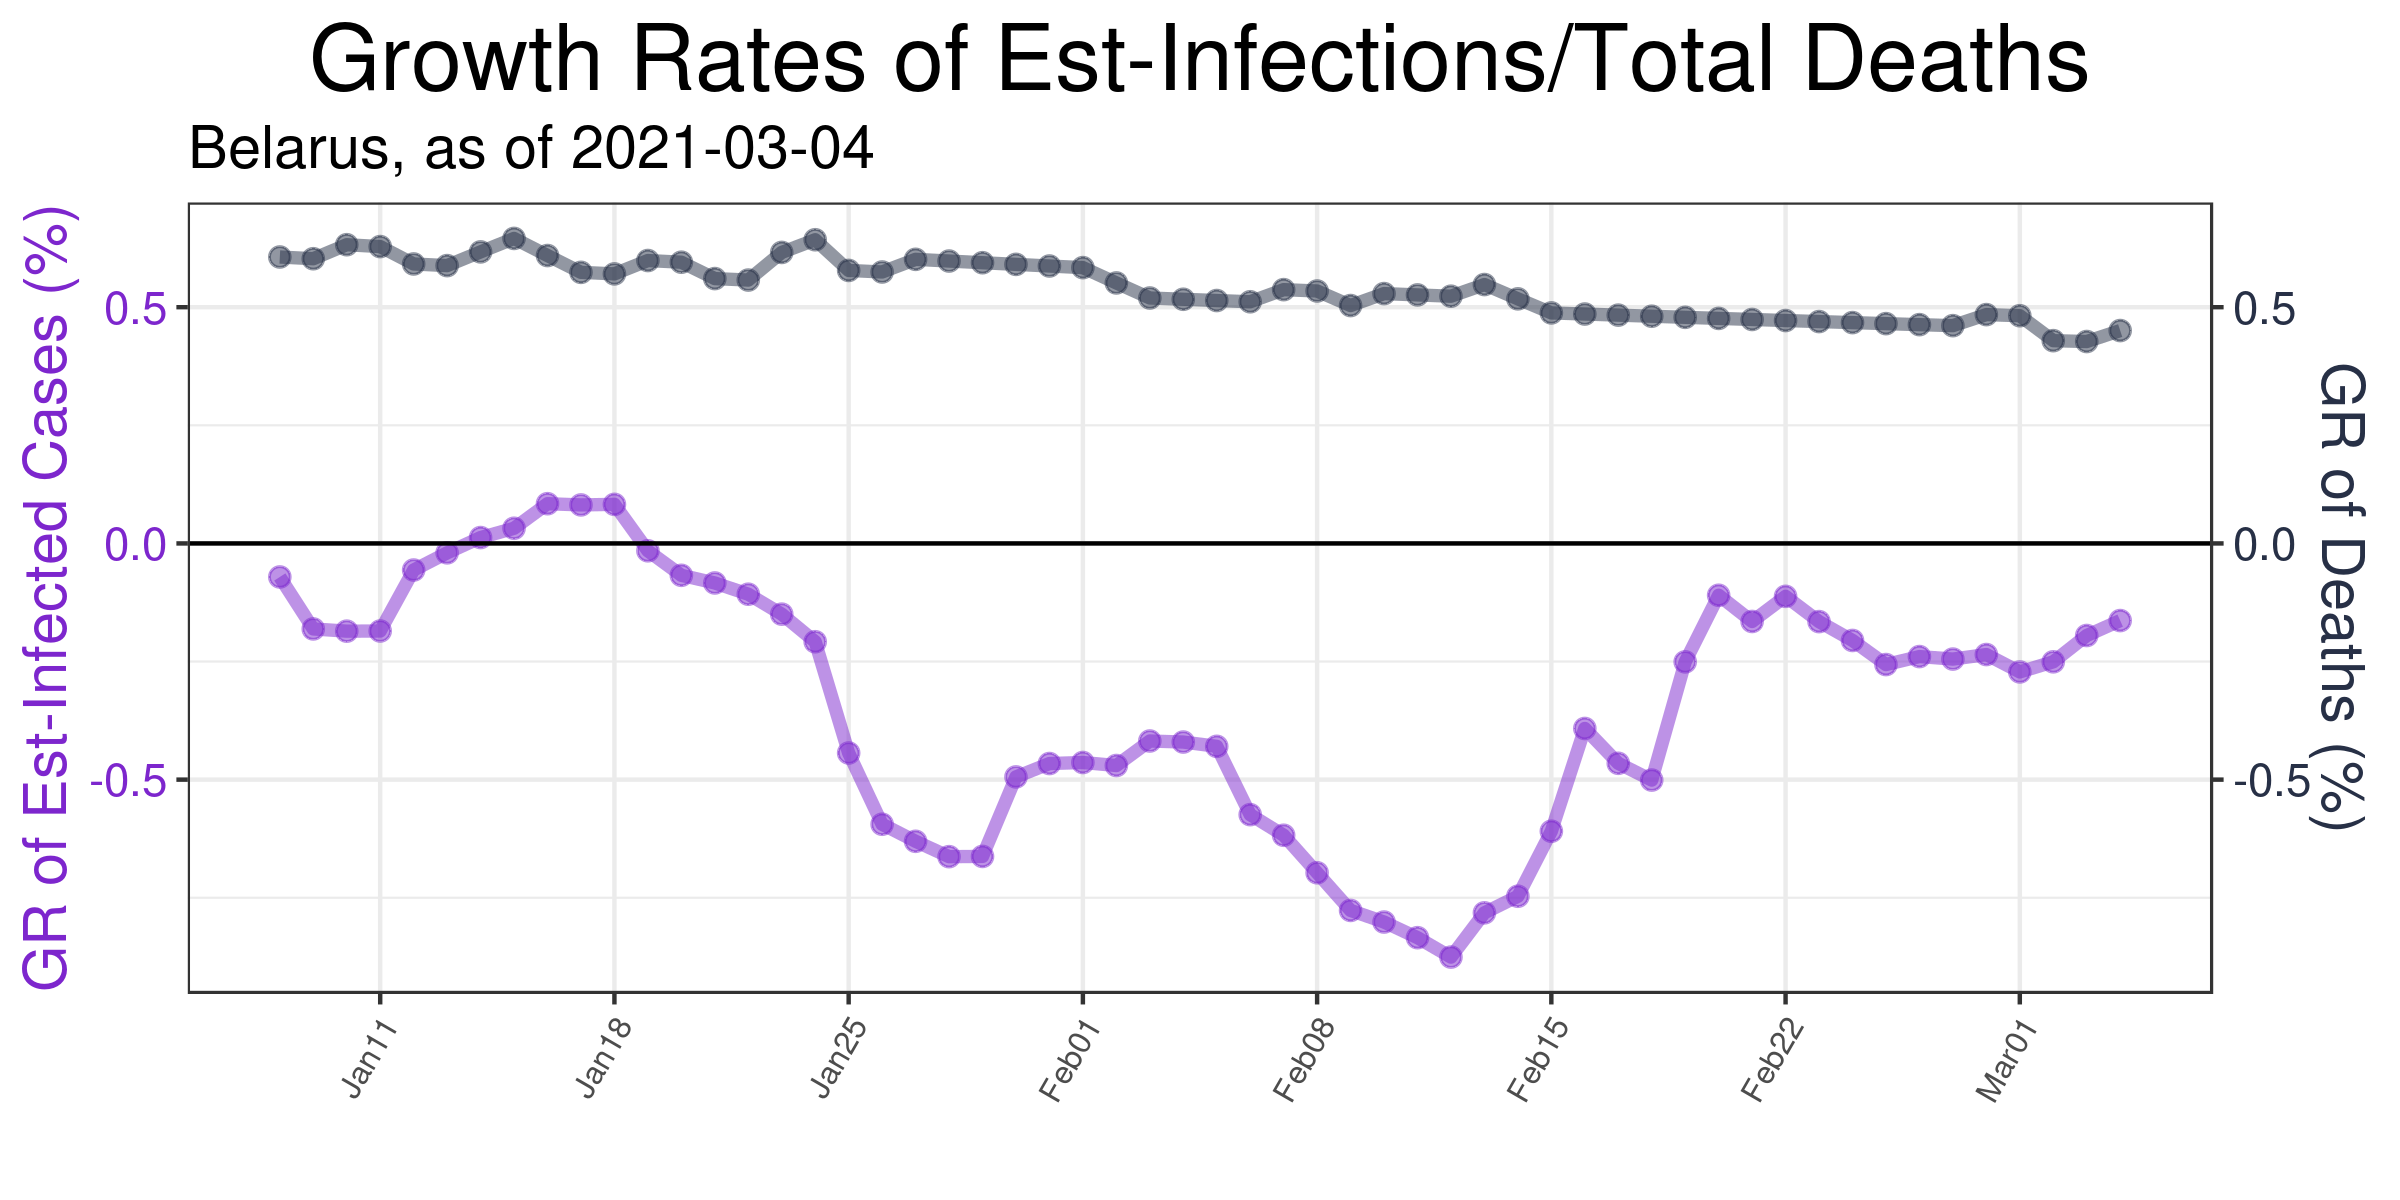 Growth Rates of Est-Infections/Total Deaths
Belarus, as of 2021-03-04
GR of Est-Infected Cases (%)
0.5
0.0
-0.5
0.5
0.0
-0.5
GR of Deaths (%)
Jan11
Jan18
Jan25
Feb01
Feb08
Feb15
Feb22
Mar01